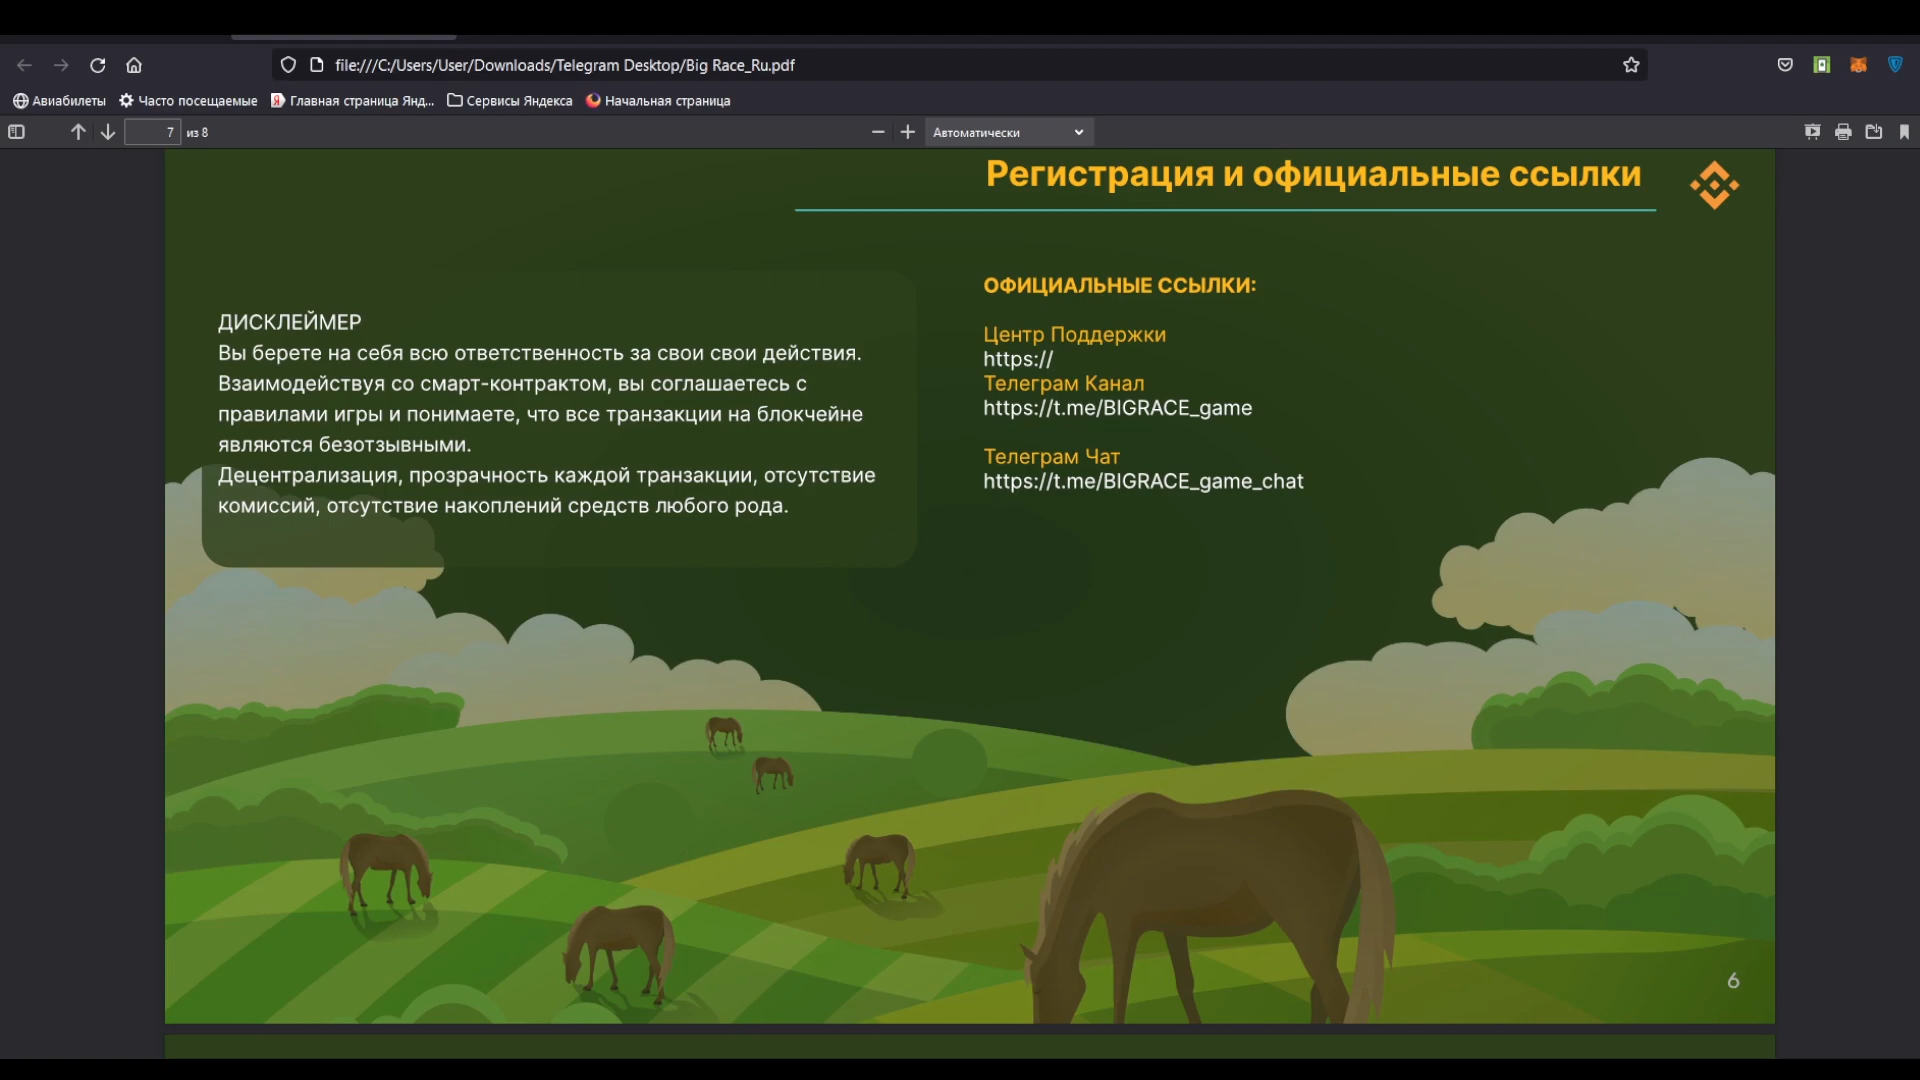 file:///C:/Users/User/Downloads/Telegram Desktop/Big Race_Ru.pdf
Авиабилеты Часто посещаемые Главная страница Янд... Сервисы Яндекса Начальная страница
7 из 8 Автоматически
Регистрация и официальные ссылки
ДИСКЛЕЙМЕР
Вы берете на себя всю ответственность за свои свои действия.
Взаимодействуя со смарт-контрактом, вы соглашаетесь с
правилами игры и понимаете, что все транзакции на блокчейне
являются безотзывными.
Децентрализация, прозрачность каждой транзакции, отсутствие
комиссий, отсутствие накоплений средств любого рода.
ОФИЦИАЛЬНЫЕ ССЫЛКИ:
Центр Поддержки
https://
Телеграм Канал
https://t.me/BIGRACE_game
Телеграм Чат
https://t.me/BIGRACE_game_chat
6